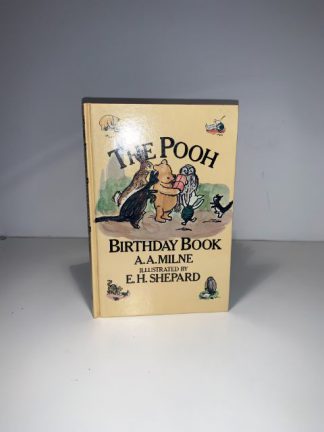 THE POOH
BIRTHDAY BOOK
A.A.MILNE
ILLUSTRATED BY
E.H.SHEPARD